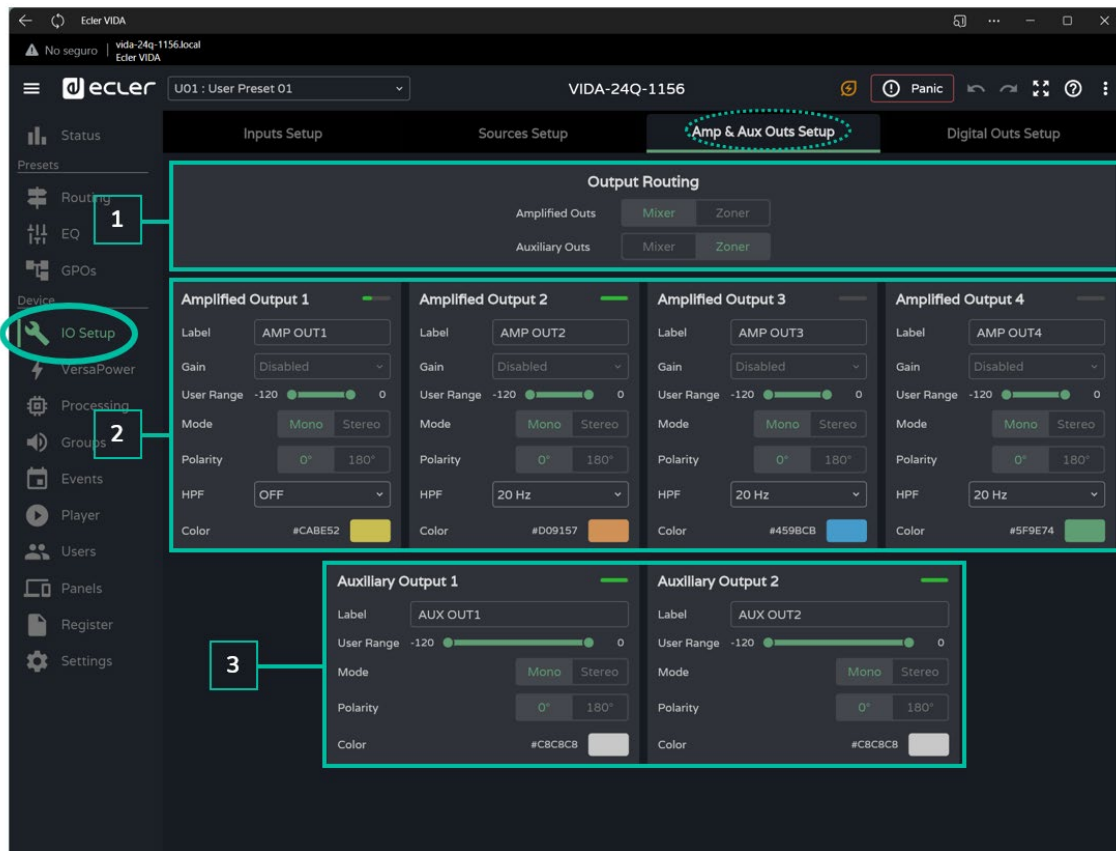 Ecler VIDA
No seguro
vida-24q-1156.local
Ecler VIDA
ecler
U01 : User Preset 01
VIDA-24Q-1156
Panic
Status
Presets
Routing
EQ
GPOs
Device
IO Setup
VersaPower
Processing
Groups
Events
Player
Users
Panels
Register
Settings
Inputs Setup
Sources Setup
Amp & Aux Outs Setup
Digital Outs Setup
1
Output Routing
Amplified Outs Mixer Zoner
Auxiliary Outs Mixer Zoner
2
Amplified Output 1
Label AMP OUT1
Gain Disabled
User Range -120 0
Mode Mono Stereo
Polarity 0° 180°
HPF OFF
Color #CABE52
Amplified Output 2
Label AMP OUT2
Gain Disabled
User Range -120 0
Mode Mono Stereo
Polarity 0° 180°
HPF 20 Hz
Color #D09157
Amplified Output 3
Label AMP OUT3
Gain Disabled
User Range -120 0
Mode Mono Stereo
Polarity 0° 180°
HPF 20 Hz
Color #459BCB
Amplified Output 4
Label AMP OUT4
Gain Disabled
User Range -120 0
Mode Mono Stereo
Polarity 0° 180°
HPF 20 Hz
Color #5F9E74
3
Auxiliary Output 1
Label AUX OUT1
User Range -120 0
Mode Mono Stereo
Polarity 0° 180°
Color #C8C8C8
Auxiliary Output 2
Label AUX OUT2
User Range -120 0
Mode Mono Stereo
Polarity 0° 180°
Color #C8C8C8